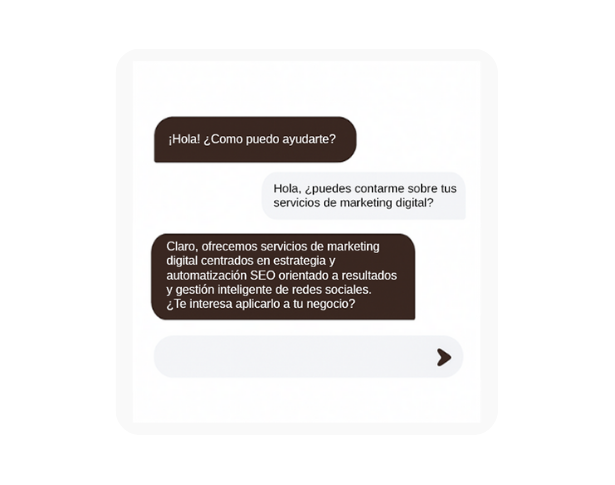 ¡Hola! ¿Como puedo ayudarte?
Hola, ¿puedes contarme sobre tus
servicios de marketing digital?
Claro, ofrecemos servicios de marketing
digital centrados en estrategia y
automatización SEO orientado a resultados
y gestión inteligente de redes sociales.
¿Te interesa aplicarlo a tu negocio?